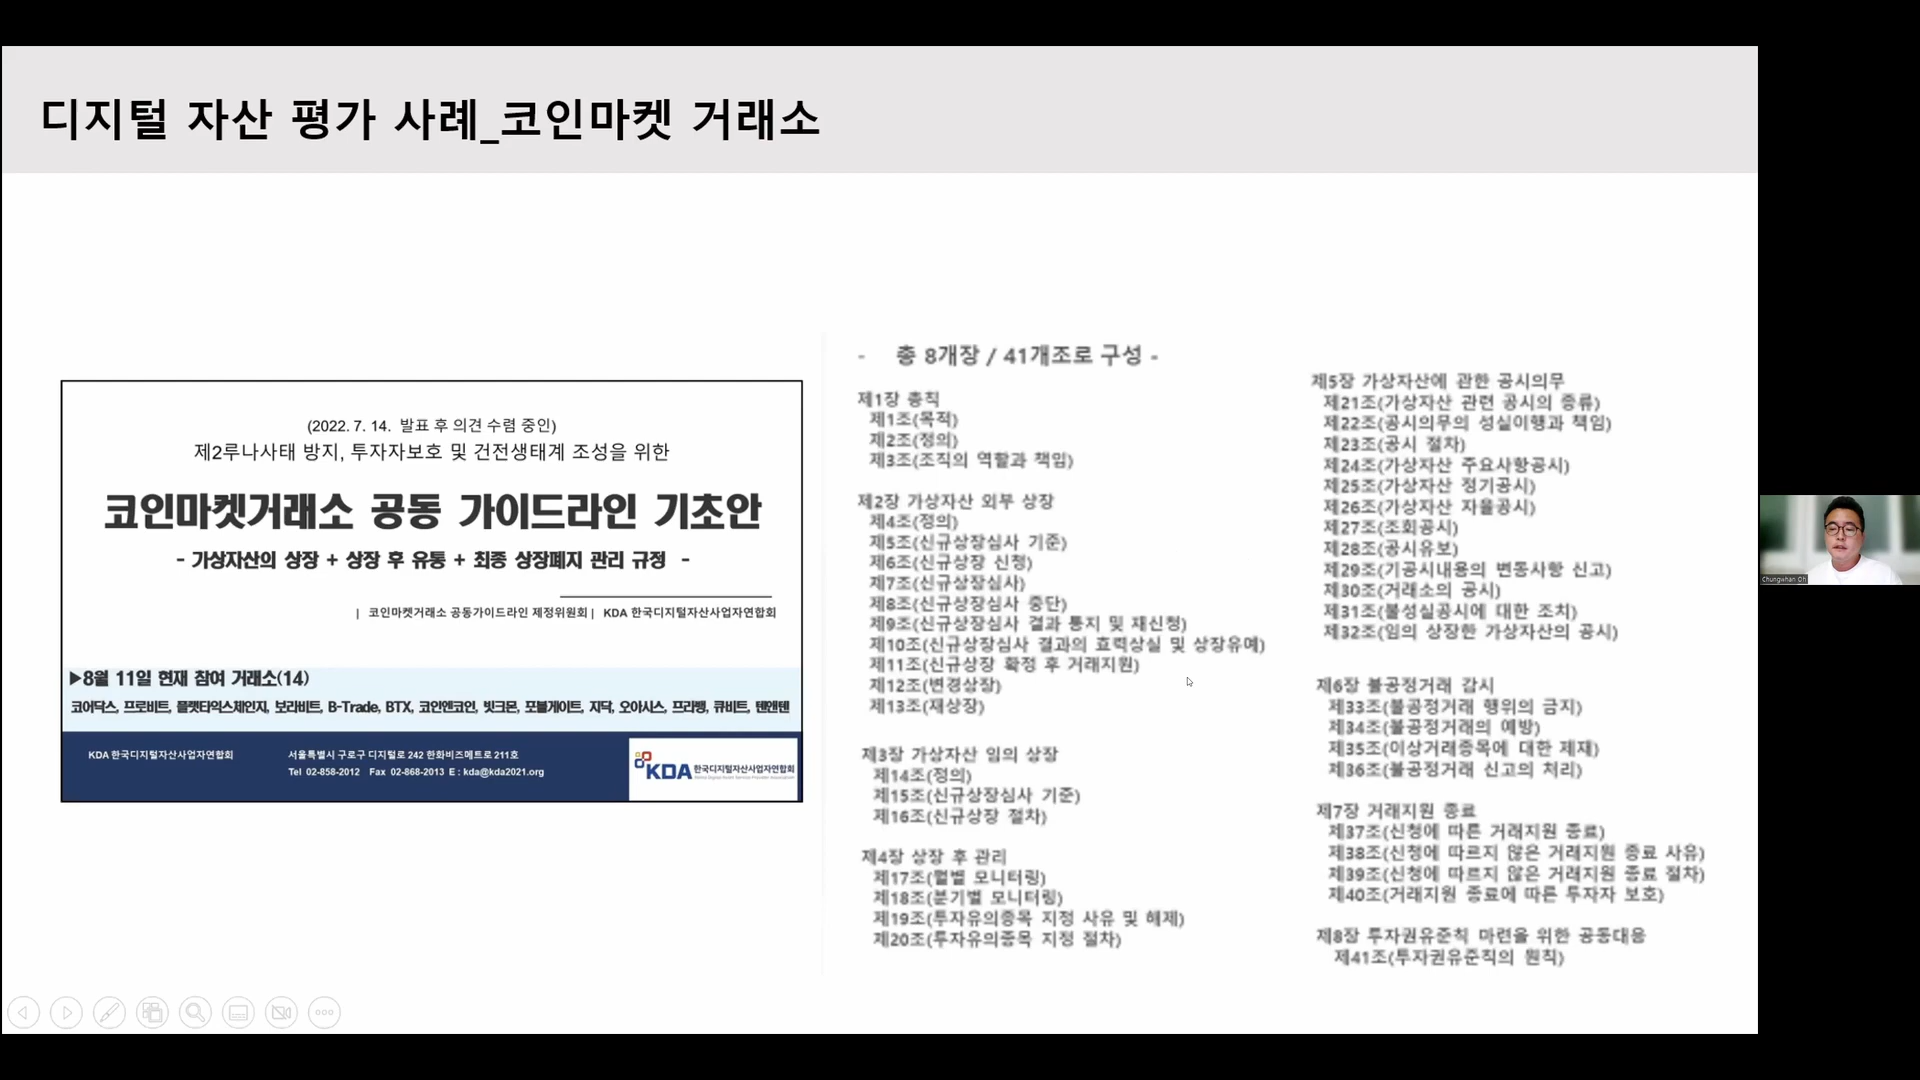 디지털 자산 평가 사례_코인마켓 거래소
(2022. 7. 14. 발표 후 의견 수렴 중인)
제2루나사태 방지, 투자자보호 및 건전생태계 조성을 위한
코인마켓거래소 공동 가이드라인 기초안
- 가상자산의 상장 + 상장 후 유통 + 최종 상장폐지 관리 규정 -
| 코인마켓거래소 공동가이드라인 제정위원회 | KDA 한국디지털자산사업자연합회
▶8월 11일 현재 참여 거래소(14)
코어닥스, 프로비트, 플랫타익스체인지, 보라비트, B-Trade, BTX, 코인엔코인, 빗크몬, 포블게이트, 지닥, 오아시스, 프라뱅, 큐비트, 텐앤텐
KDA 한국디지털자산사업자연합회
서울특별시 구로구 디지털로 242 한화비즈메트로 211호
Tel 02-858-2012 Fax 02-868-2013 E : kda@kda2021.org
KDA 한국디지털자산사업자연합회
- 총 8개장 / 41개조로 구성 -
제1장 총칙
제1조(목적)
제2조(정의)
제3조(조직의 역할과 책임)
제2장 가상자산 외부 상장
제4조(정의)
제5조(신규상장심사 기준)
제6조(신규상장 신청)
제7조(신규상장심사)
제8조(신규상장심사 중단)
제9조(신규상장심사 결과 통지 및 재신청)
제10조(신규상장심사 결과의 효력상실 및 상장유예)
제11조(신규상장 확정 후 거래지원)
제12조(변경상장)
제13조(재상장)
제3장 가상자산 임의 상장
제14조(정의)
제15조(신규상장심사 기준)
제16조(신규상장 절차)
제4장 상장 후 관리
제17조(월별 모니터링)
제18조(분기별 모니터링)
제19조(투자유의종목 지정 사유 및 해제)
제20조(투자유의종목 지정 절차)
제5장 가상자산에 관한 공시의무
제21조(가상자산 관련 공시의 종류)
제22조(공시의무의 성실이행과 책임)
제23조(공시 절차)
제24조(가상자산 주요사항공시)
제25조(가상자산 정기공시)
제26조(가상자산 자율공시)
제27조(조회공시)
제28조(공시유보)
제29조(기공시내용의 변동사항 신고)
제30조(거래소의 공시)
제31조(불성실공시에 대한 조치)
제32조(임의 상장한 가상자산의 공시)
제6장 불공정거래 감시
제33조(불공정거래 행위의 금지)
제34조(불공정거래의 예방)
제35조(이상거래종목에 대한 제재)
제36조(불공정거래 신고의 처리)
제7장 거래지원 종료
제37조(신청에 따른 거래지원 종료)
제38조(신청에 따르지 않은 거래지원 종료 사유)
제39조(신청에 따르지 않은 거래지원 종료 절차)
제40조(거래지원 종료에 따른 투자자 보호)
제8장 투자권유준칙 마련을 위한 공동대응
제41조(투자권유준칙의 원칙)
Chungwhan Oh